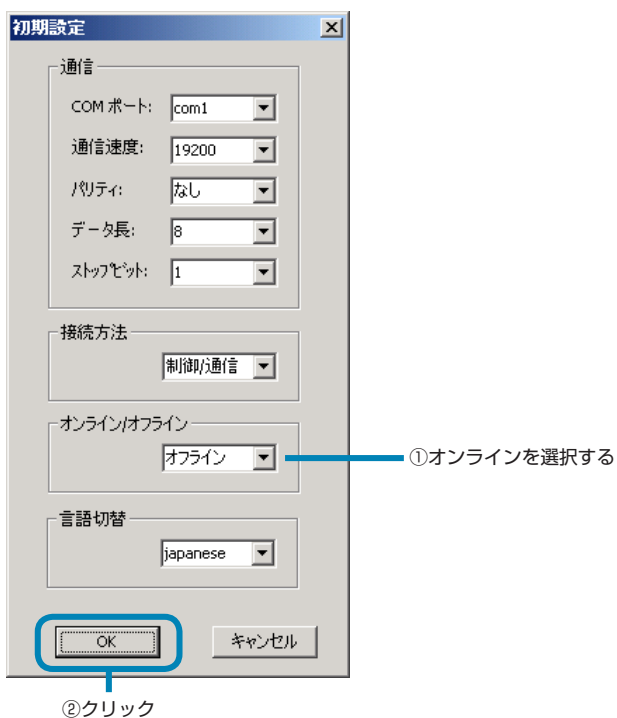 初期設定
通信
COM ポート: com1
通信速度: 19200
パリティ: なし
データ長: 8
ストップビット: 1
接続方法
制御/通信
オンライン/オフライン
オフライン
①オンラインを選択する
言語切替
japanese
OK キャンセル
②クリック